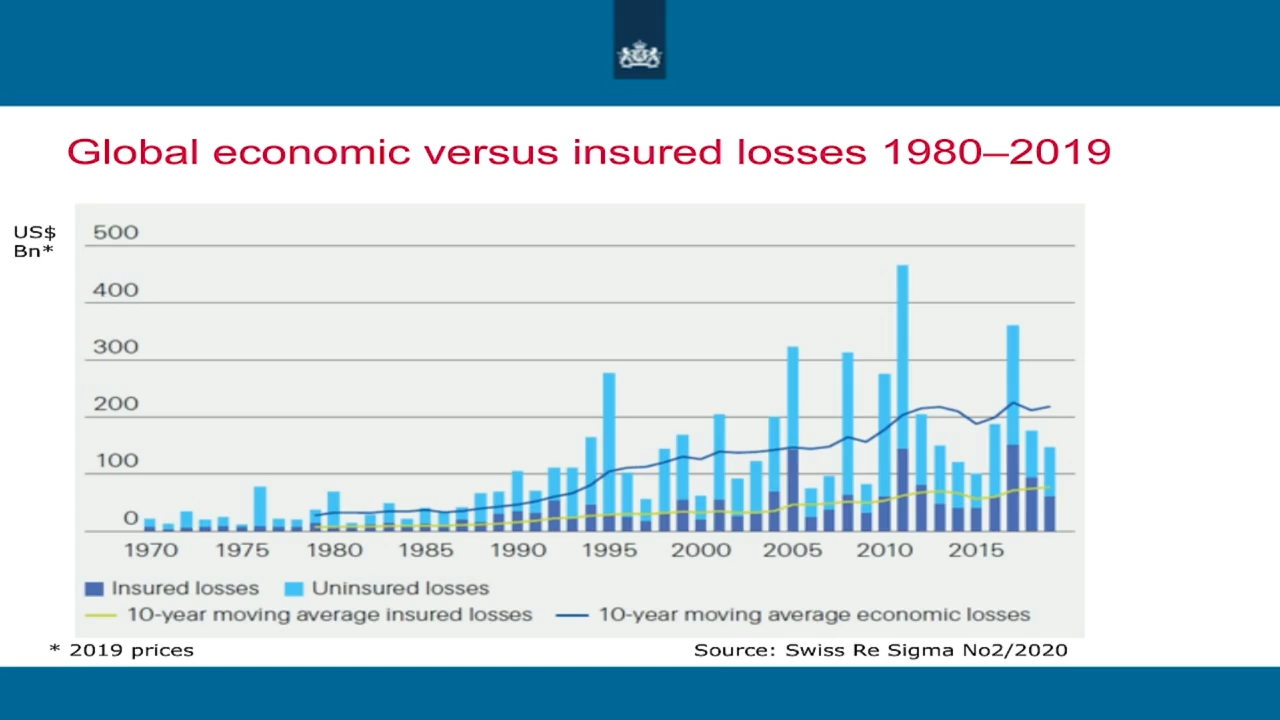 Global economic versus insured losses 1980–2019
US$
Bn*
500
400
300
200
100
0
1970 1975 1980 1985 1990 1995 2000 2005 2010 2015
Insured losses Uninsured losses
10-year moving average insured losses 10-year moving average economic losses
* 2019 prices Source: Swiss Re Sigma No2/2020